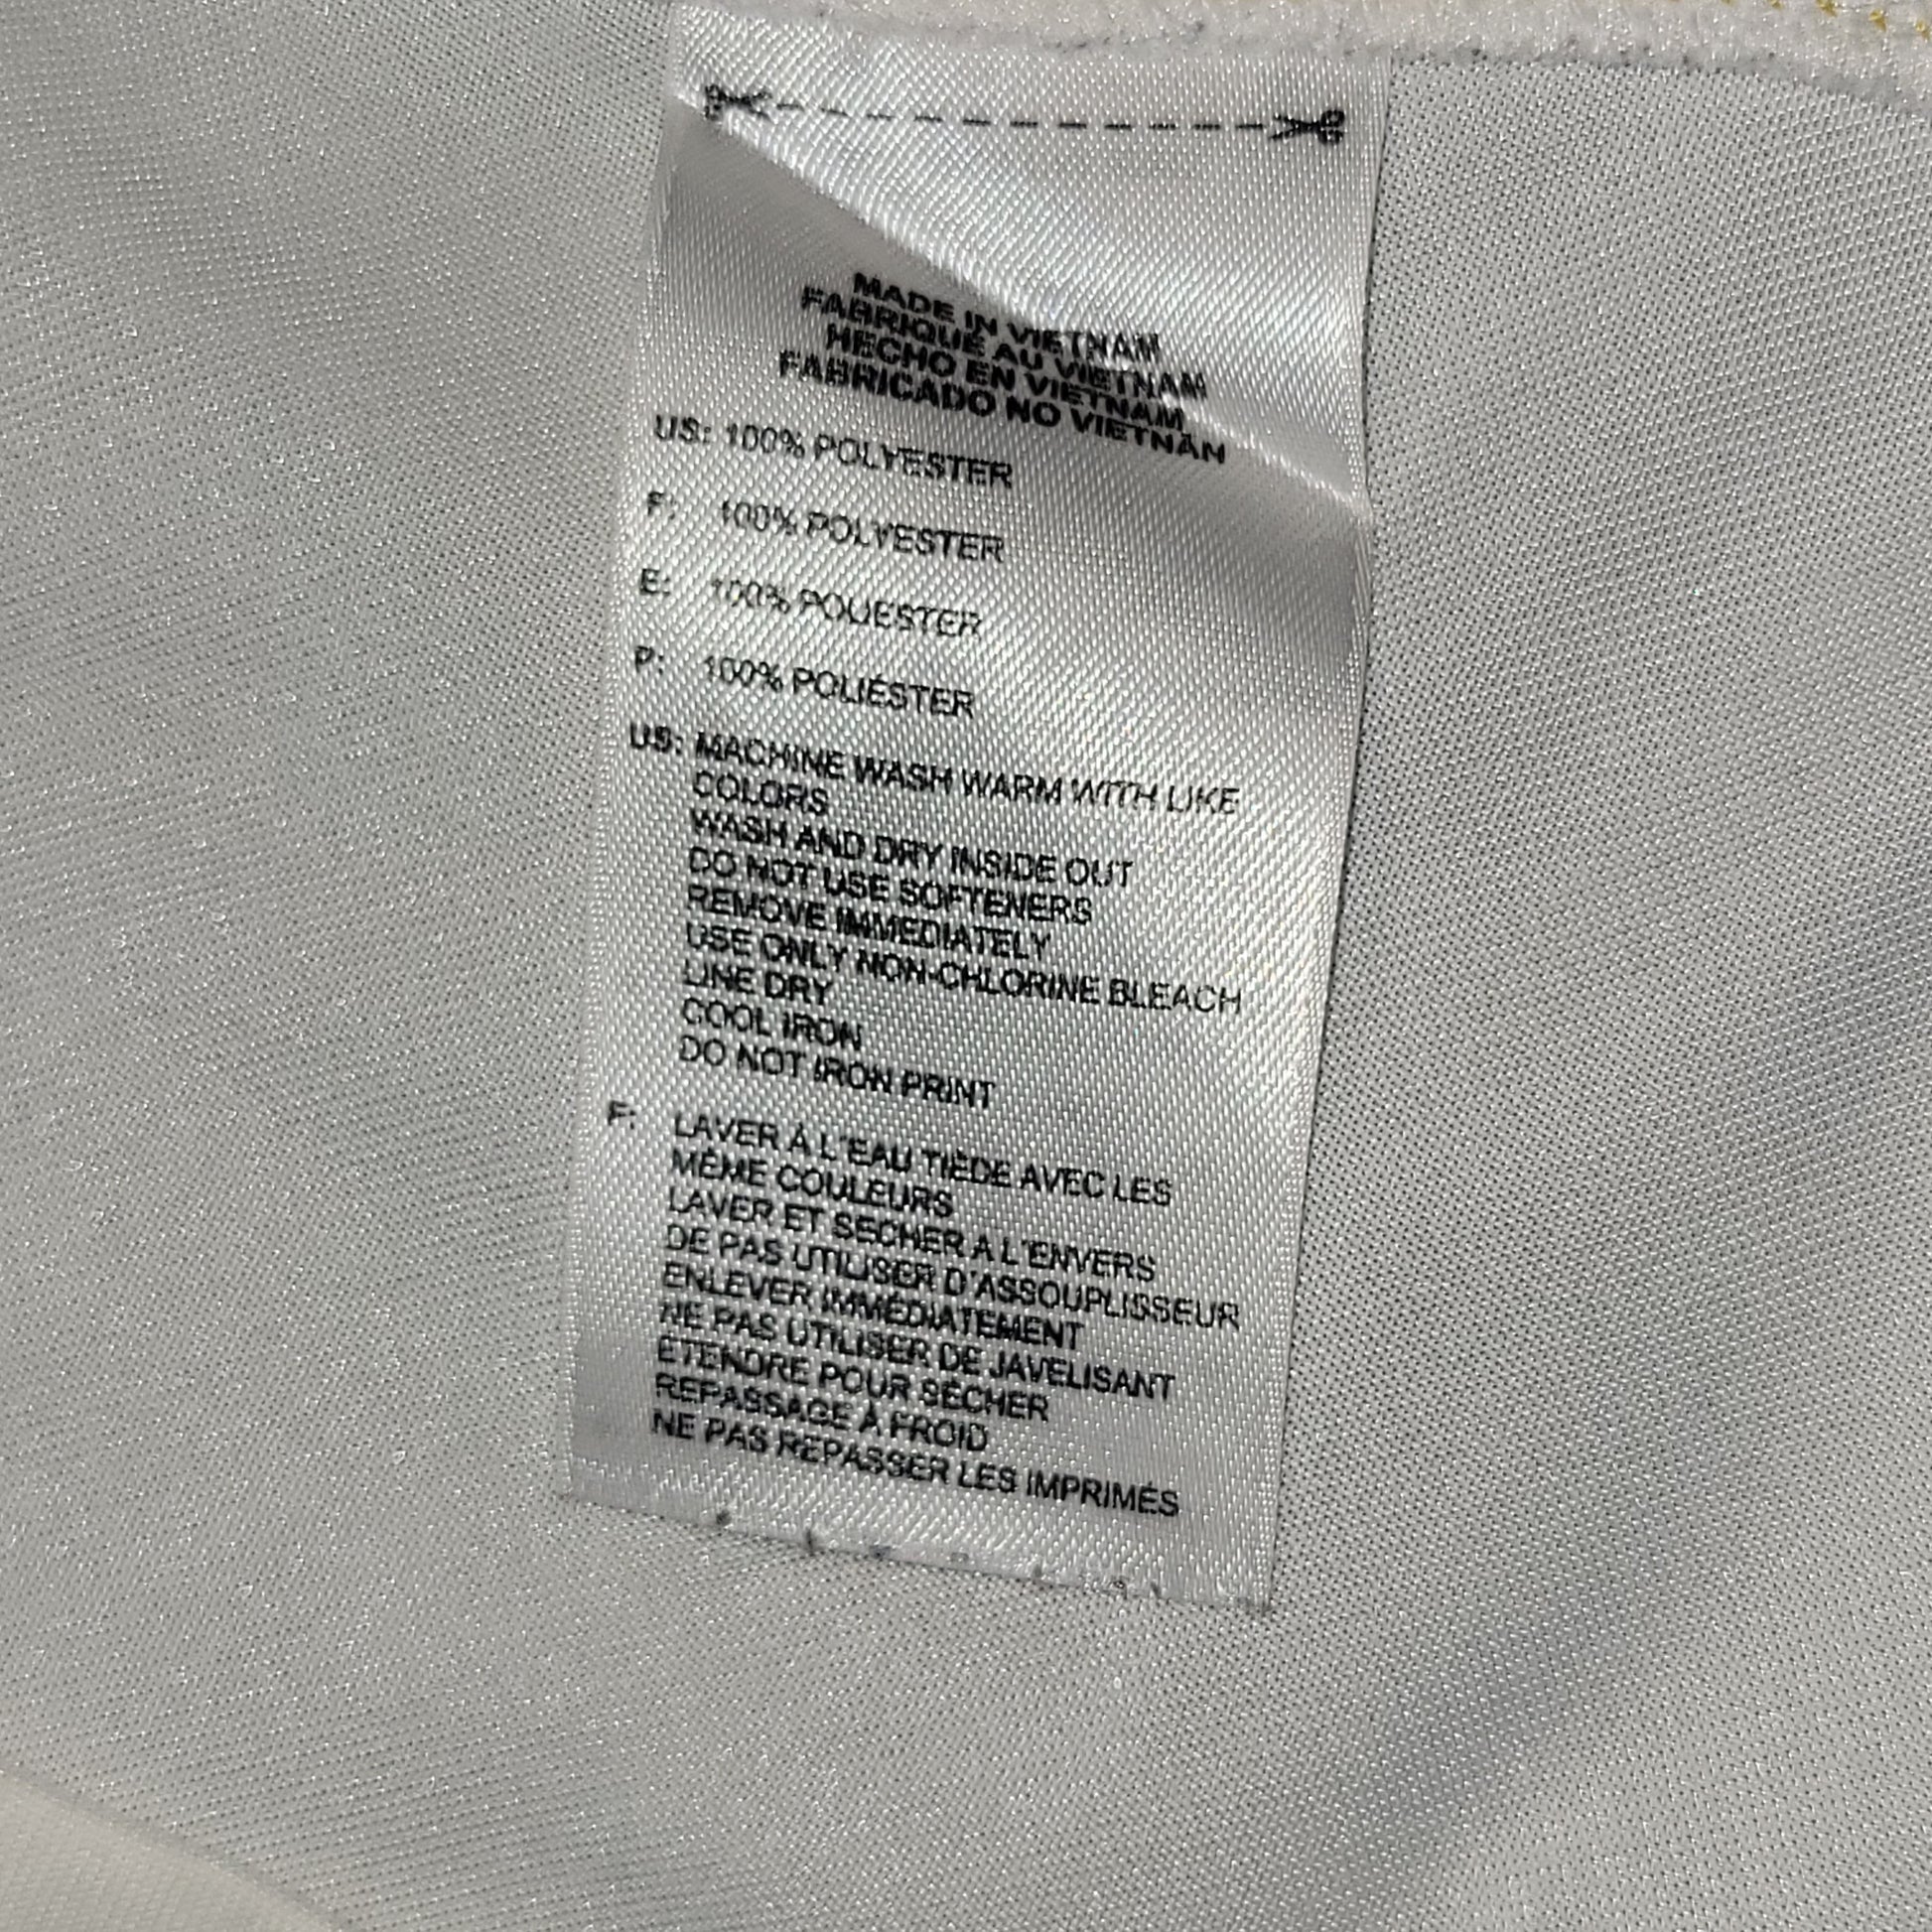 MADE IN VIETNAM
FABRIQUÉ AU VIETNAM
HECHO EN VIETNAM
FABRICADO NO VIETNÃN
US: 100% POLYESTER
F: 100% POLYESTER
E: 100% POLIESTER
P: 100% POLIÉSTER
US: MACHINE WASH WARM WITH LIKE
COLORS
WASH AND DRY INSIDE OUT
DO NOT USE SOFTENERS
REMOVE IMMEDIATELY
USE ONLY NON-CHLORINE BLEACH
LINE DRY
COOL IRON
DO NOT IRON PRINT
F: LAVER À L'EAU TIÈDE AVEC LES
MÊME COULEURS
LAVER ET SÉCHER A L'ENVERS
DE PAS UTILISER D'ASSOUPLISSEUR
ENLEVER IMMÉDIATEMENT
NE PAS UTILISER DE JAVELISANT
ÉTENDRE POUR SÉCHER
REPASSAGE À FROID
NE PAS REPASSER LES IMPRIMÉS